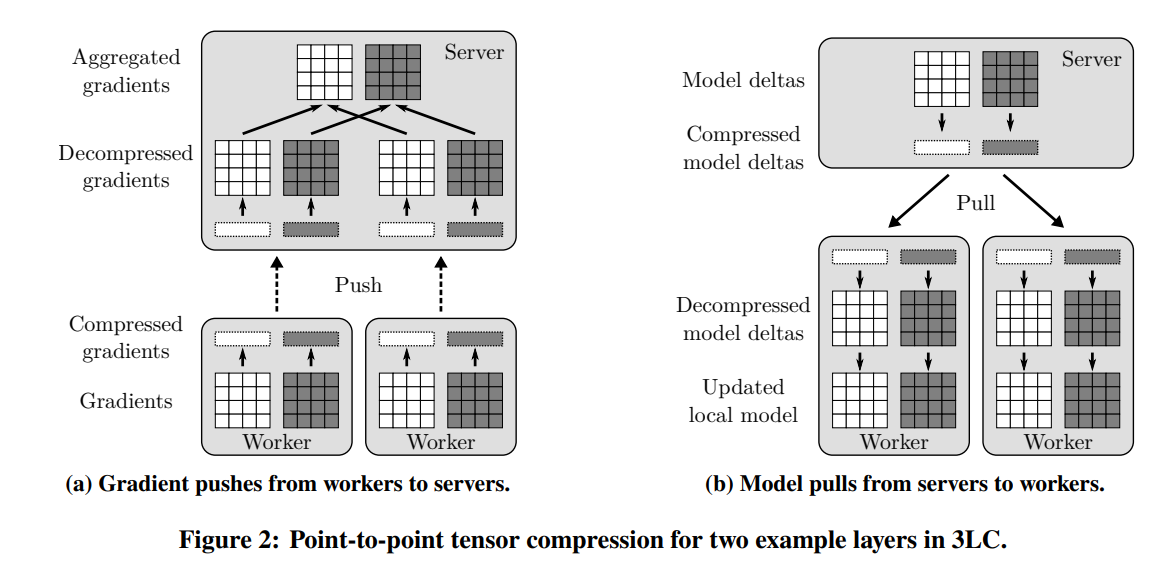 Aggregated
gradients
Server
Decompressed
gradients
Push
Compressed
gradients
Gradients
Worker
Worker
(a) Gradient pushes from workers to servers.
Server
Model deltas
Compressed
model deltas
Pull
Decompressed
model deltas
Updated
local model
Worker
Worker
(b) Model pulls from servers to workers.
Figure 2: Point-to-point tensor compression for two example layers in 3LC.